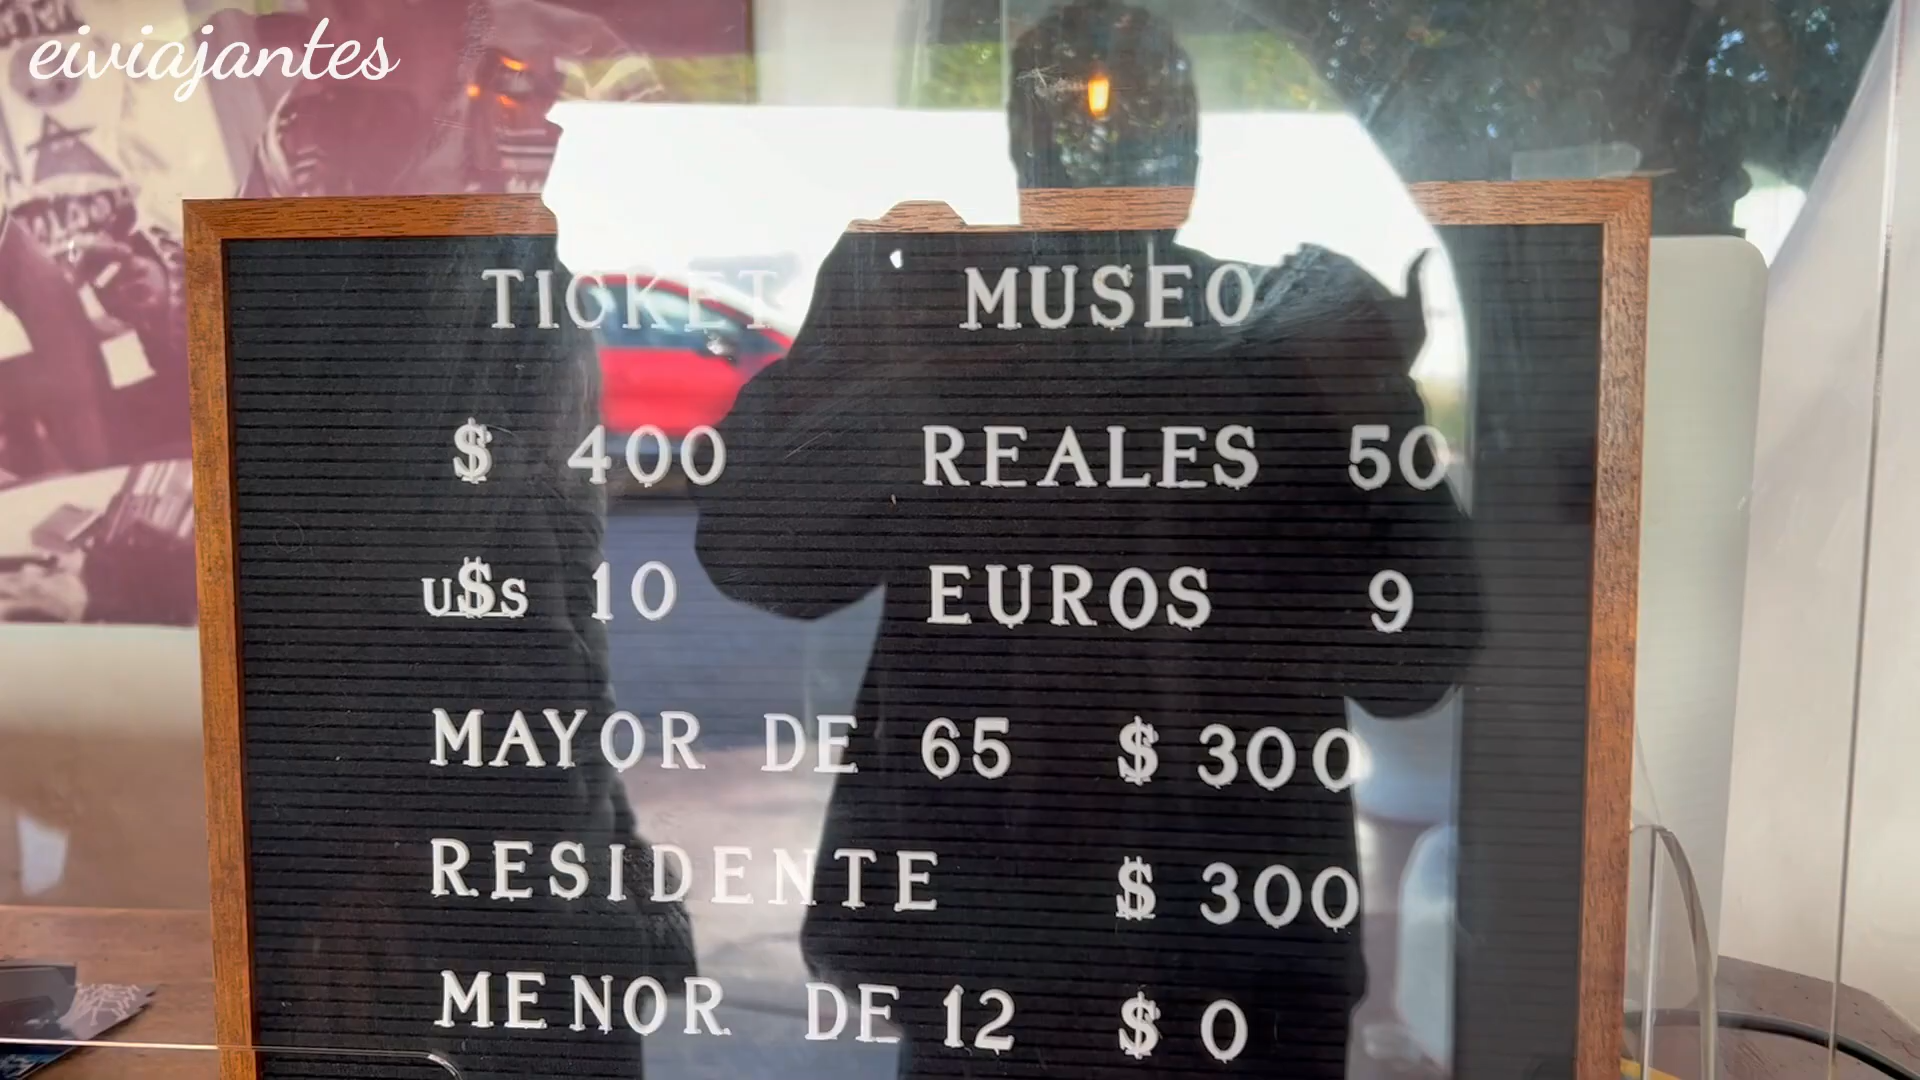 eiviajantes
TICKET MUSEO
$ 400 REALES 50
U$S 10 EUROS 9
MAYOR DE 65 $ 300
RESIDENTE $ 300
MENOR DE 12 $ 0